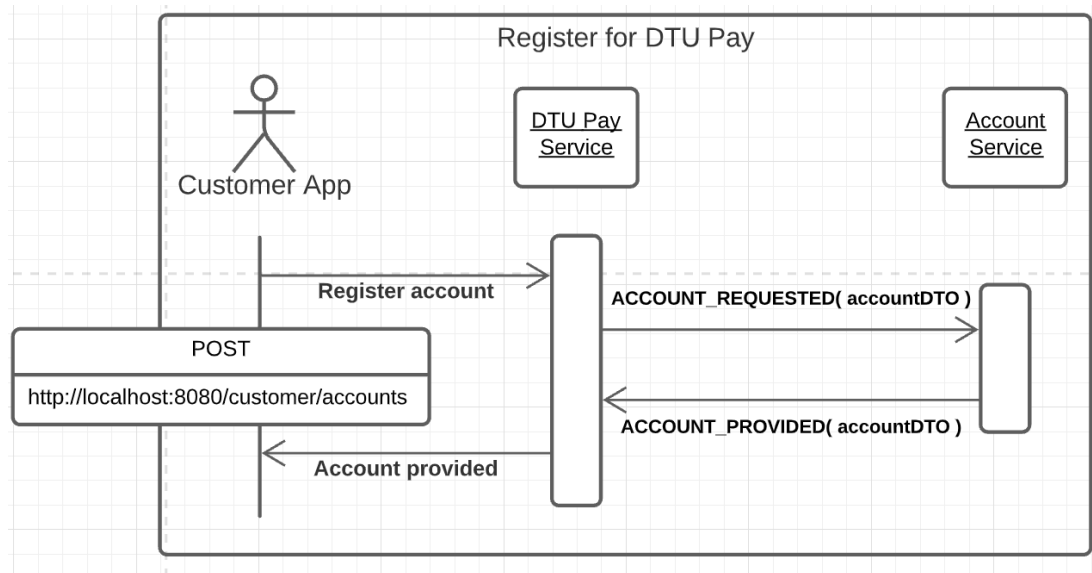 Register for DTU Pay
DTU Pay
Service
Account
Service
Customer App
Register account
ACCOUNT_REQUESTED( accountDTO )
POST
http://localhost:8080/customer/accounts
ACCOUNT_PROVIDED( accountDTO )
Account provided